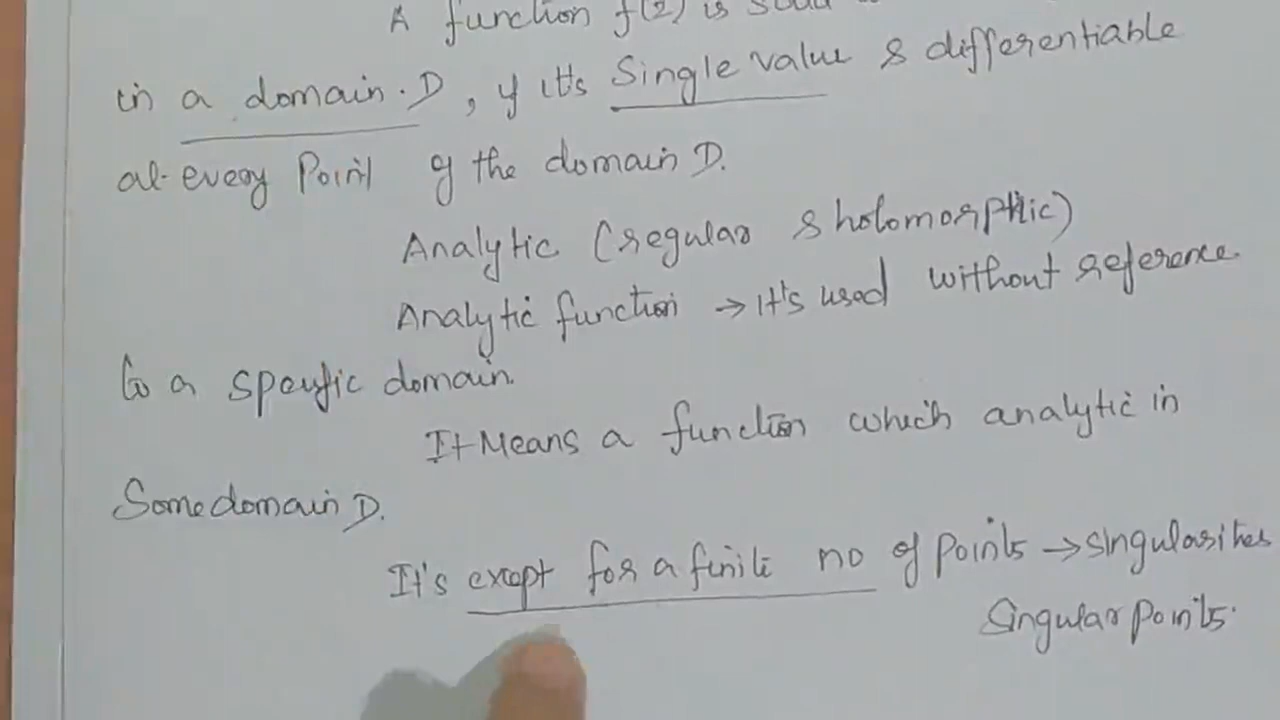 A function f(z) is said
in a domain. D, if it's Single value & differentiable
at every Point of the domain D.
Analytic (regular & holomorphic)
Analytic function → it's used without reference
to a specific domain.
It Means a function which analytic in
Some domain D.
It's except for a finite no of points → singularities
Singular points.